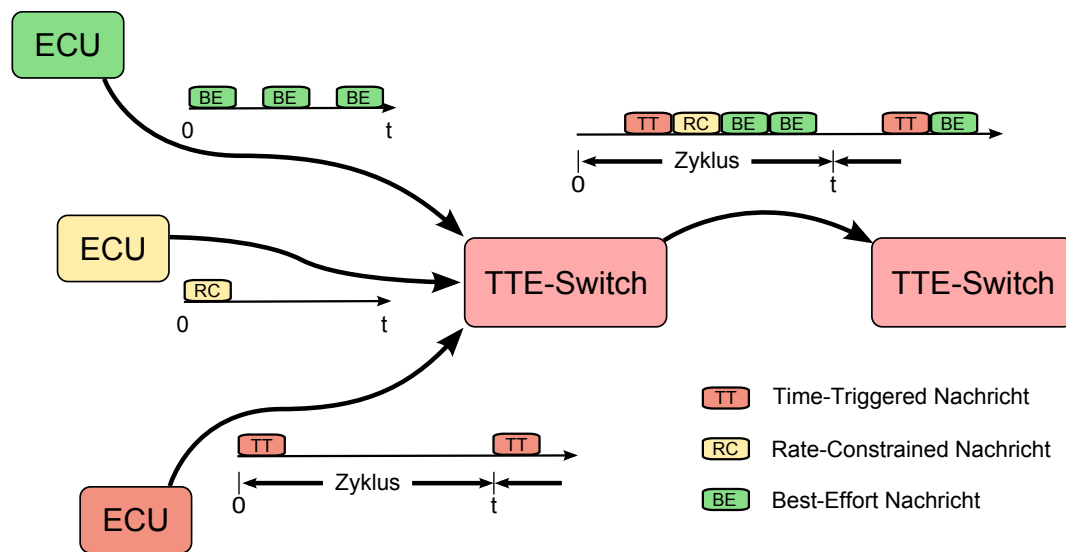 ECU
BE BE BE
0 t
TT RC BE BE TT BE
Zyklus
0 t
ECU
RC
0 t
TTE-Switch
TTE-Switch
TT Time-Triggered Nachricht
RC Rate-Constrained Nachricht
BE Best-Effort Nachricht
TT TT
Zyklus
0 t
ECU